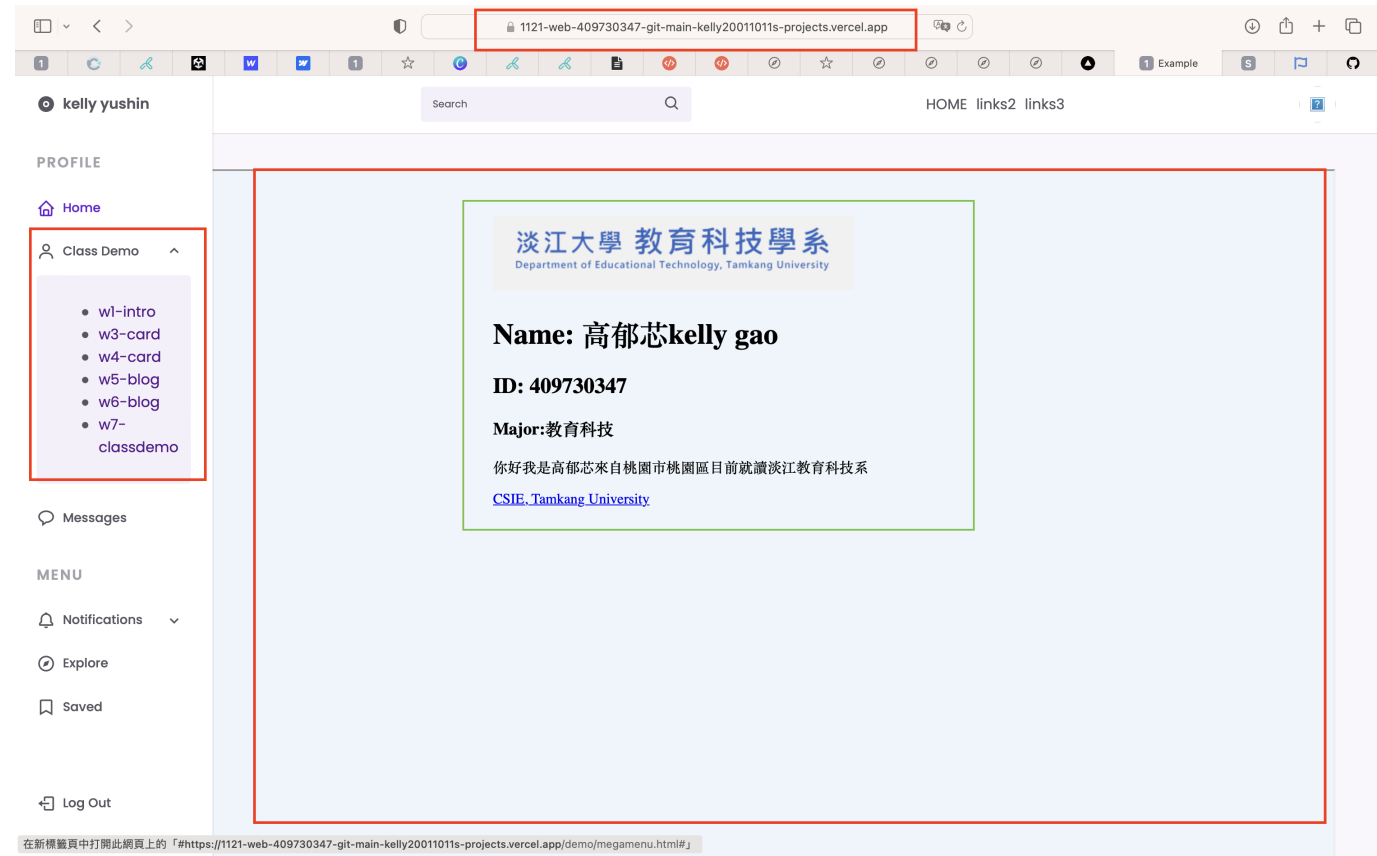 1121-web-409730347-git-main-kelly20011011s-projects.vercel.app
1 W 1 C 1 Example S
kelly yushin
Search
HOME links2 links3
?
PROFILE
Home
Class Demo
w1-intro
w3-card
w4-card
w5-blog
w6-blog
w7-
classdemo
Messages
MENU
Notifications
Explore
Saved
Log Out
淡江大學 教育科技學系
Department of Educational Technology, Tamkang University
Name: 高郁芯kelly gao
ID: 409730347
Major:教育科技
你好我是高郁芯來自桃園市桃園區目前就讀淡江教育科技系
CSIE, Tamkang University
在新標籤頁中打開此網頁上的「#https://1121-web-409730347-git-main-kelly20011011s-projects.vercel.app/demo/megamenu.html#」